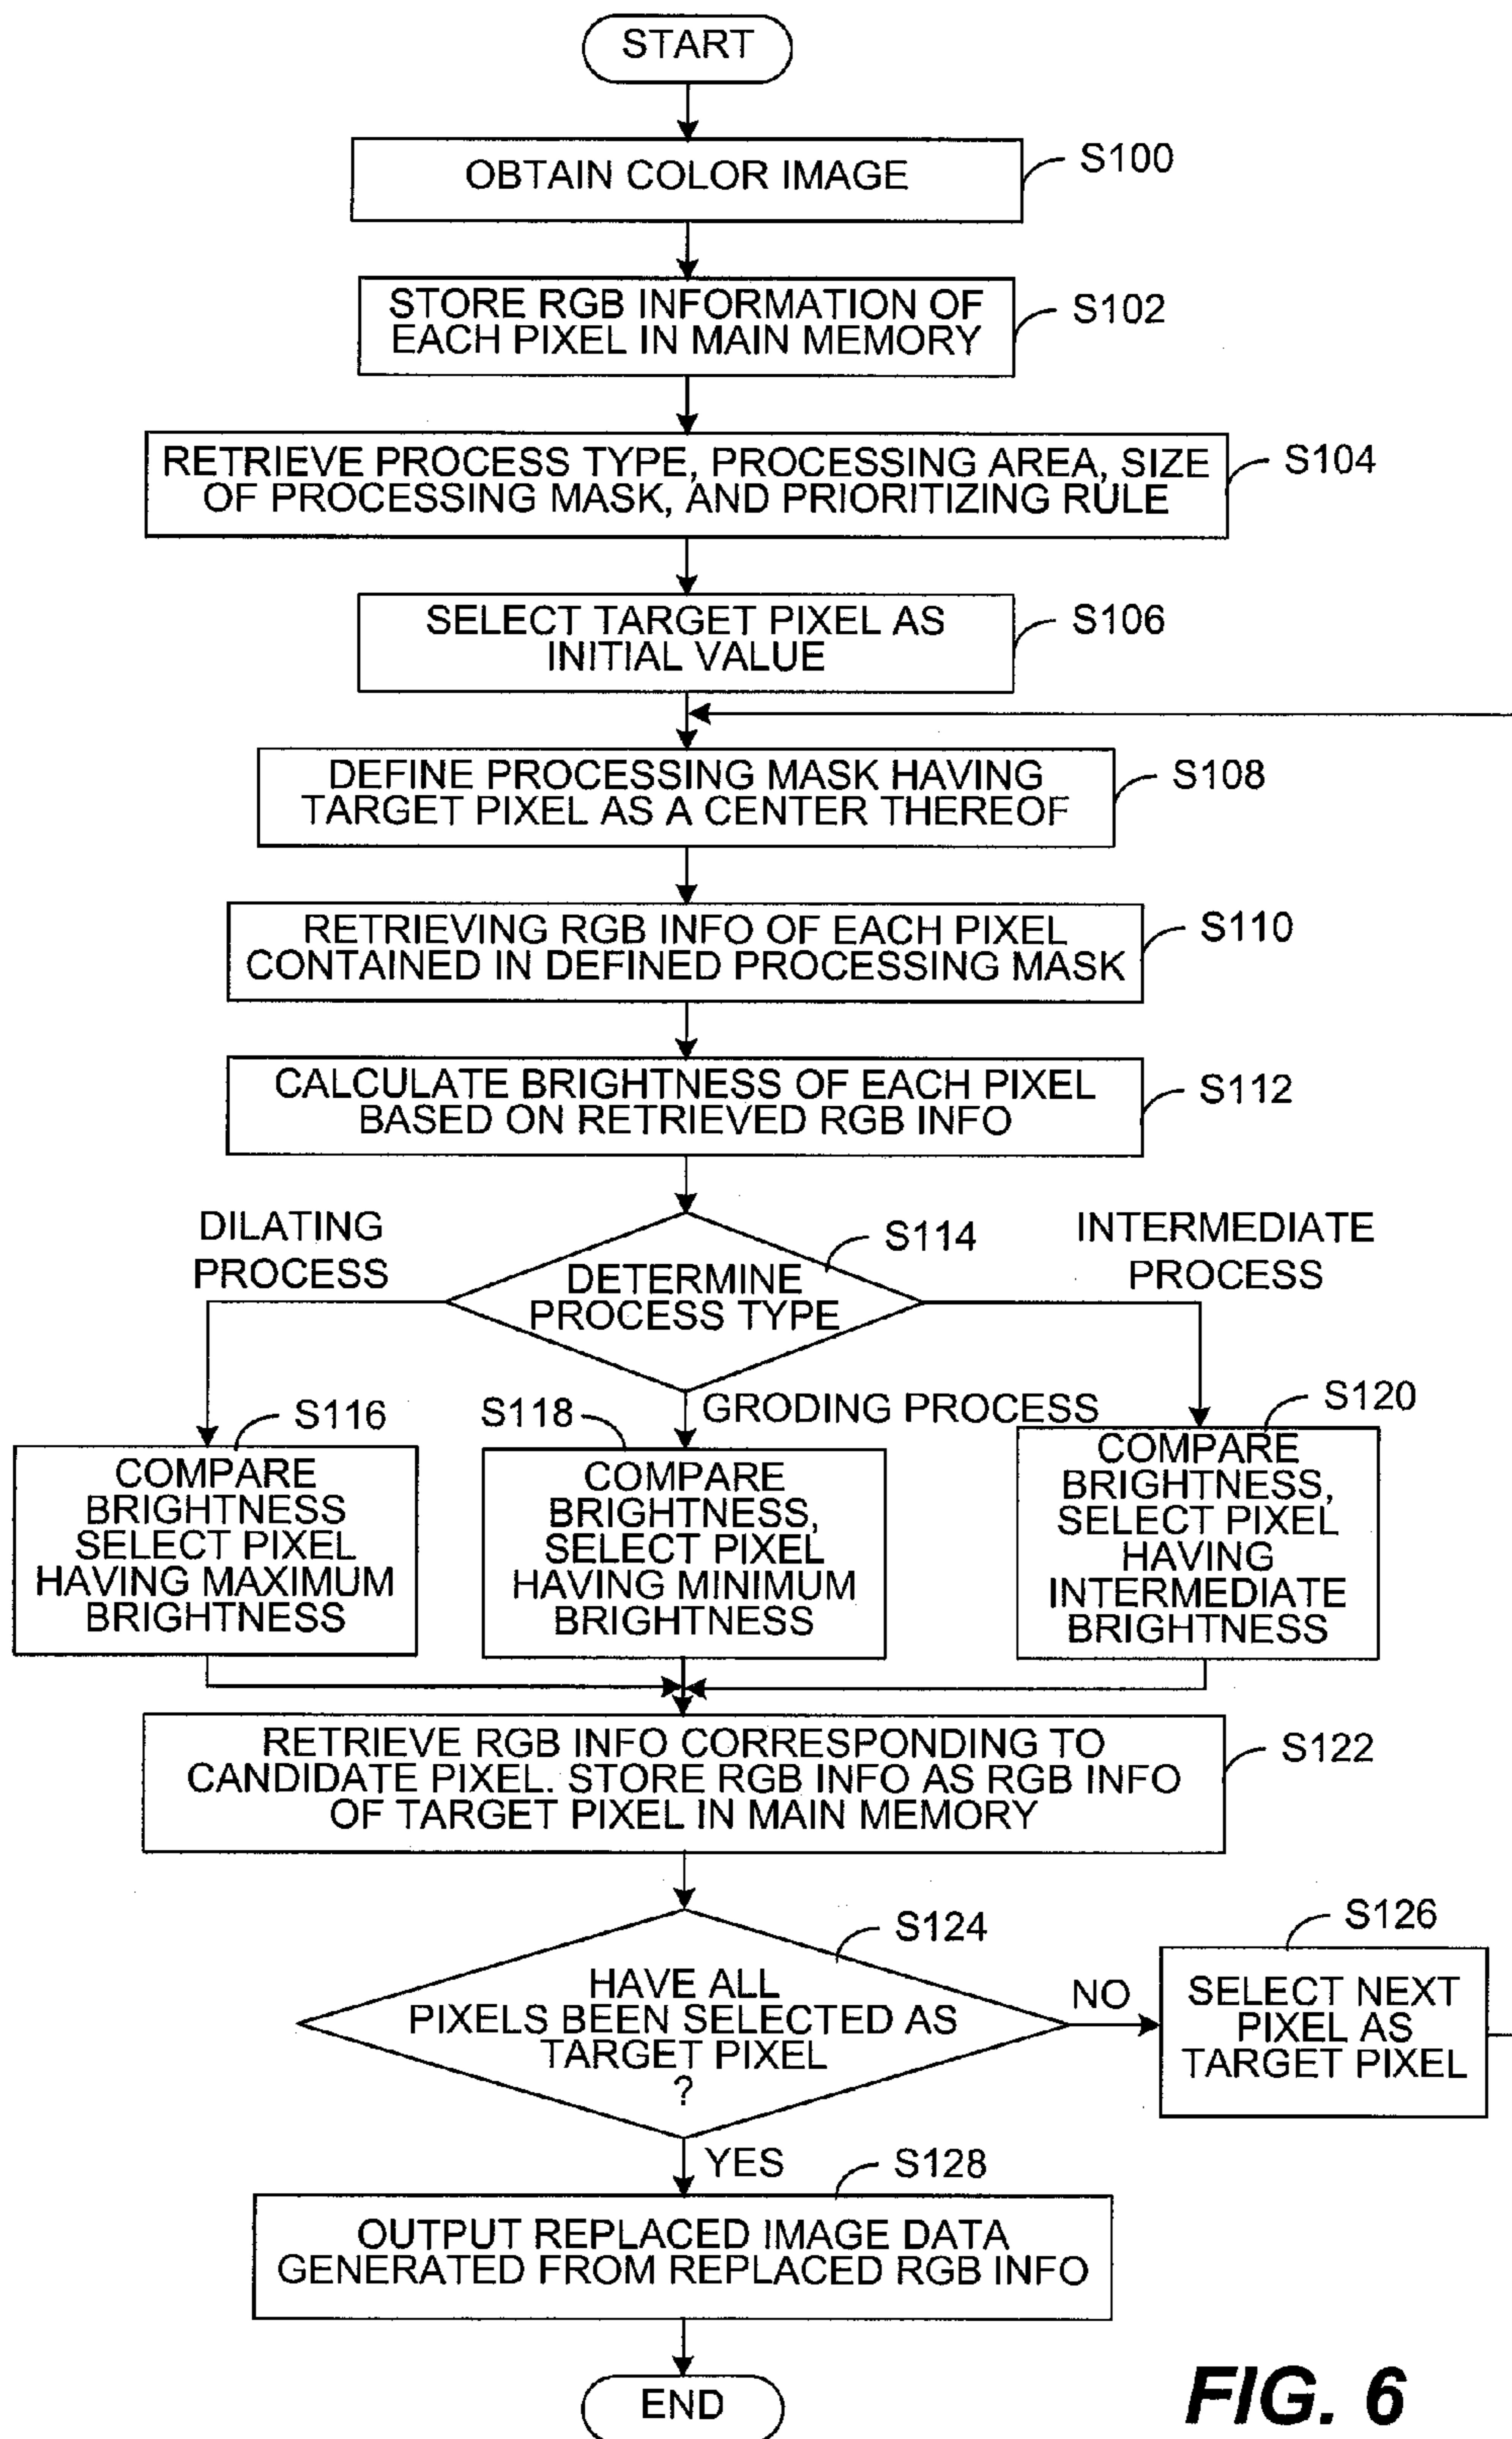 START
OBTAIN COLOR IMAGE
S100
STORE RGB INFORMATION OF
EACH PIXEL IN MAIN MEMORY
S102
RETRIEVE PROCESS TYPE, PROCESSING AREA, SIZE
OF PROCESSING MASK, AND PRIORITIZING RULE
S104
SELECT TARGET PIXEL AS
INITIAL VALUE
S106
DEFINE PROCESSING MASK HAVING
TARGET PIXEL AS A CENTER THEREOF
S108
RETRIEVING RGB INFO OF EACH PIXEL
CONTAINED IN DEFINED PROCESSING MASK
S110
CALCULATE BRIGHTNESS OF EACH PIXEL
BASED ON RETRIEVED RGB INFO
S112
DILATING
PROCESS
S114
DETERMINE
PROCESS TYPE
INTERMEDIATE
PROCESS
GRODING PROCESS
S116
COMPARE
BRIGHTNESS
SELECT PIXEL
HAVING MAXIMUM
BRIGHTNESS
S118
COMPARE
BRIGHTNESS,
SELECT PIXEL
HAVING MINIMUM
BRIGHTNESS
S120
COMPARE
BRIGHTNESS,
SELECT PIXEL
HAVING
INTERMEDIATE
BRIGHTNESS
RETRIEVE RGB INFO CORRESPONDING TO
CANDIDATE PIXEL. STORE RGB INFO AS RGB INFO
OF TARGET PIXEL IN MAIN MEMORY
S122
S124
HAVE ALL
PIXELS BEEN SELECTED AS
TARGET PIXEL
?
NO
S126
SELECT NEXT
PIXEL AS
TARGET PIXEL
YES
S128
OUTPUT REPLACED IMAGE DATA
GENERATED FROM REPLACED RGB INFO
END
FIG. 6